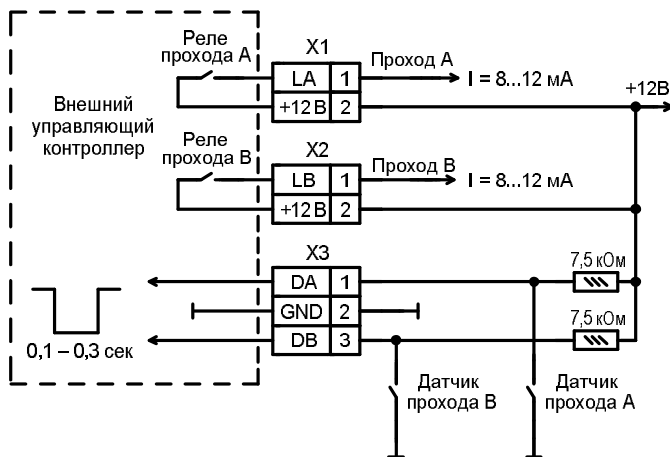 Реле
прохода А
X1
Проход А
LA 1
I = 8...12 мА
+12В 2
+12В
Внешний
управляющий
контроллер
Реле
прохода В
X2
Проход В
LB 1
I = 8...12 мА
+12В 2
X3
7,5 кОм
DA 1
GND 2
7,5 кОм
DB 3
0,1 – 0,3 сек
Датчик
прохода В
Датчик
прохода А